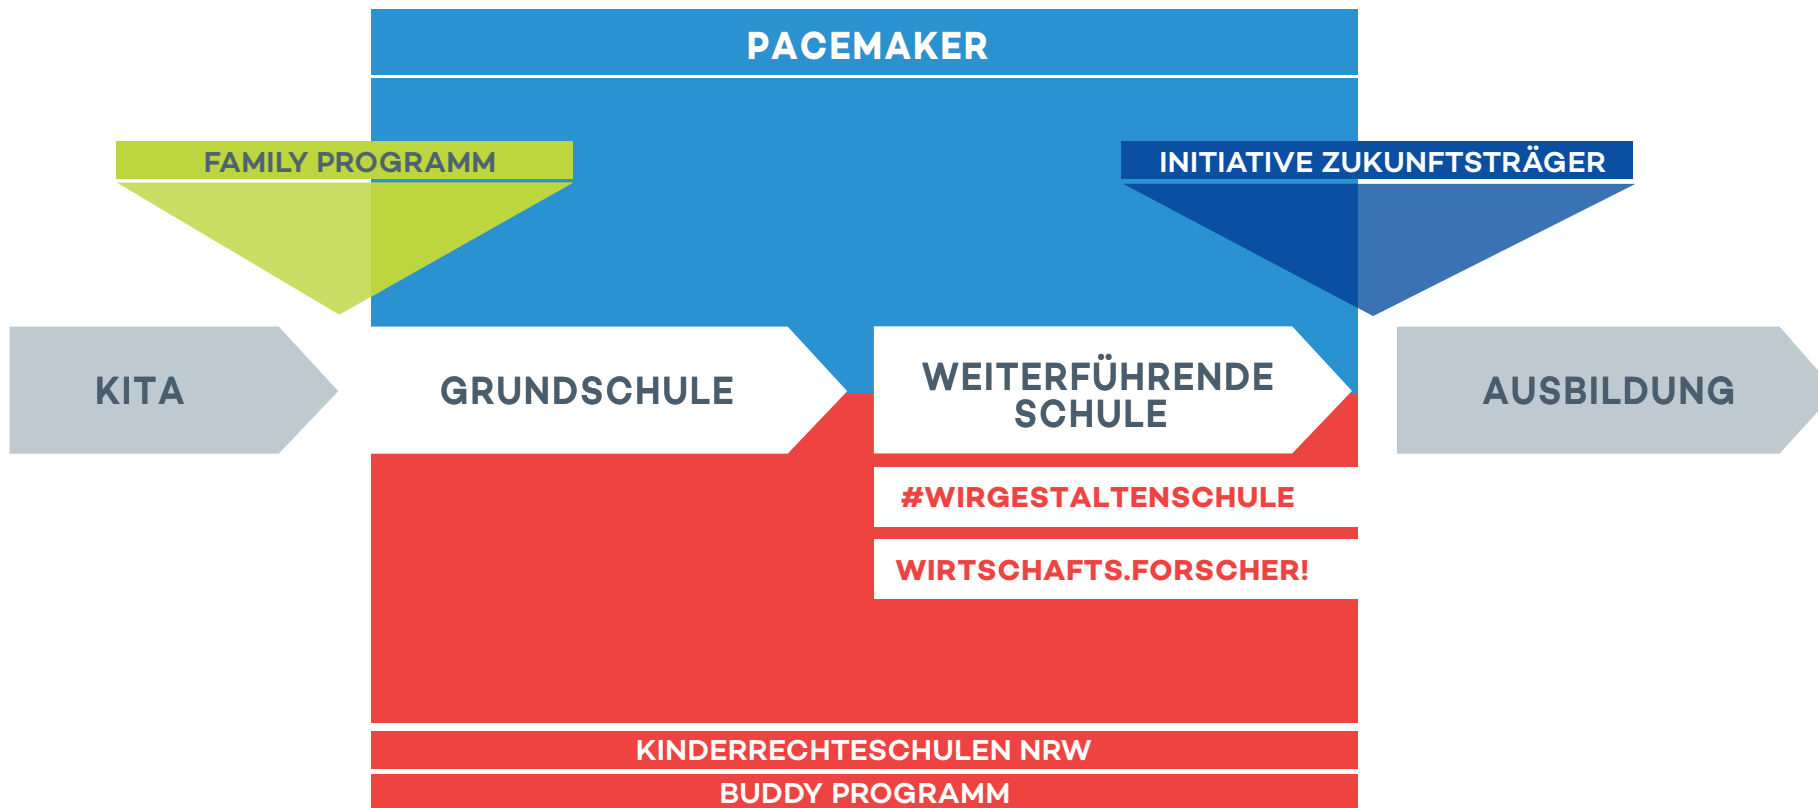 PACEMAKER
FAMILY PROGRAMM
INITIATIVE ZUKUNFTSTRÄGER
KITA
GRUNDSCHULE
WEITERFÜHRENDE
SCHULE
AUSBILDUNG
#WIRGESTALTENSCHULE
WIRTSCHAFTS.FORSCHER!
KINDERRECHTESCHULEN NRW
BUDDY PROGRAMM